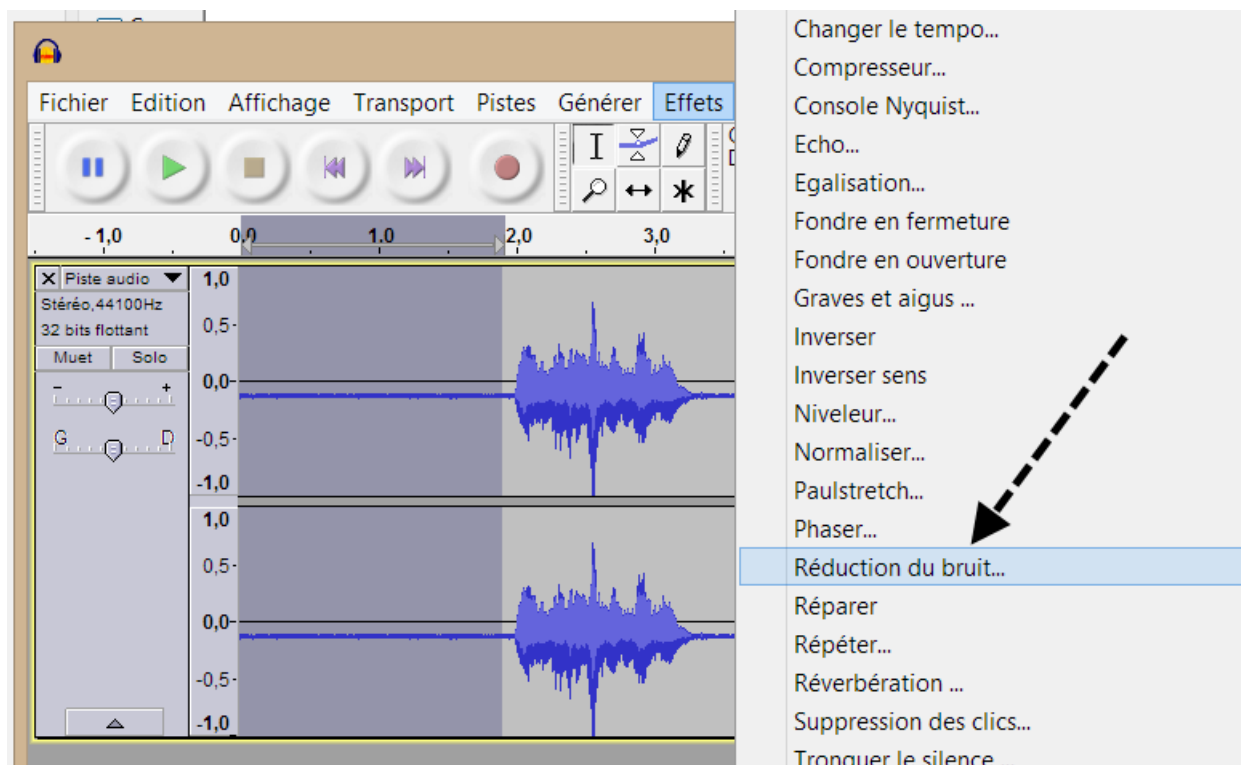 Fichier Edition Affichage Transport Pistes Générer Effets
- 1,0 0,0 1,0 2,0 3,0
X Piste audio
Stéréo,44100Hz
32 bits flottant
Muet Solo
- +
G D
1,0
0,5
0,0
-0,5
-1,0
1,0
0,5
0,0
-0,5
-1,0
Changer le tempo...
Compresseur...
Console Nyquist...
Echo...
Egalisation...
Fondre en fermeture
Fondre en ouverture
Graves et aigus ...
Inverser
Inverser sens
Niveleur...
Normaliser...
Paulstretch...
Phaser...
Réduction du bruit...
Réparer
Répéter...
Réverbération ...
Suppression des clics...
Tronquer le silence...